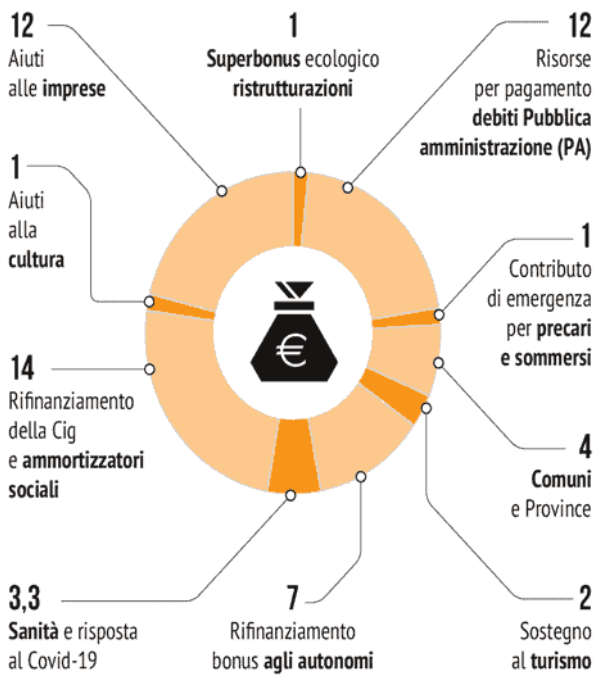 12
Aiuti
alle imprese
1
Superbonus ecologico
ristrutturazioni
12
Risorse
per pagamento
debiti Pubblica
amministrazione (PA)
1
Aiuti
alla
cultura
1
Contributo
di emergenza
per precari
e sommersi
€
14
Rifinanziamento
della Cig
e ammortizzatori
sociali
4
Comuni
e Province
3,3
Sanità e risposta
al Covid-19
7
Rifinanziamento
bonus agli autonomi
2
Sostegno
al turismo